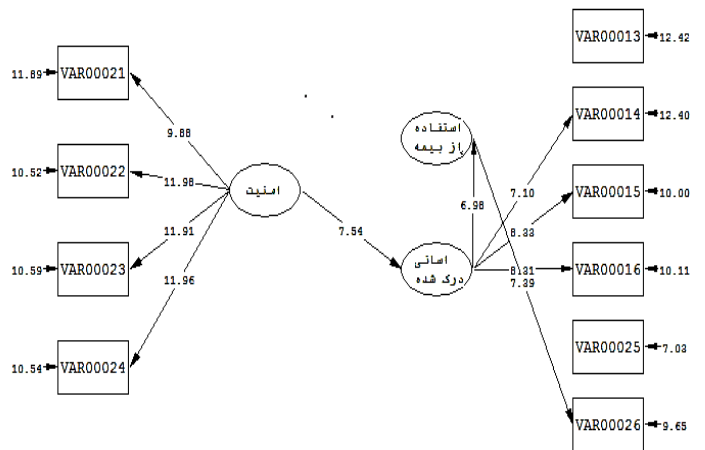 VAR00013
12.42
11.89
VAR00021
VAR00014
12.40
9.88
استفاده
از بیمه
10.52
VAR00022
11.98
امنیت
7.10
VAR00015
10.00
6.98
11.91
7.54
8.33
10.59
VAR00023
اسانی
درک شده
8.31
VAR00016
10.11
11.96
7.39
10.54
VAR00024
VAR00025
7.03
VAR00026
9.65